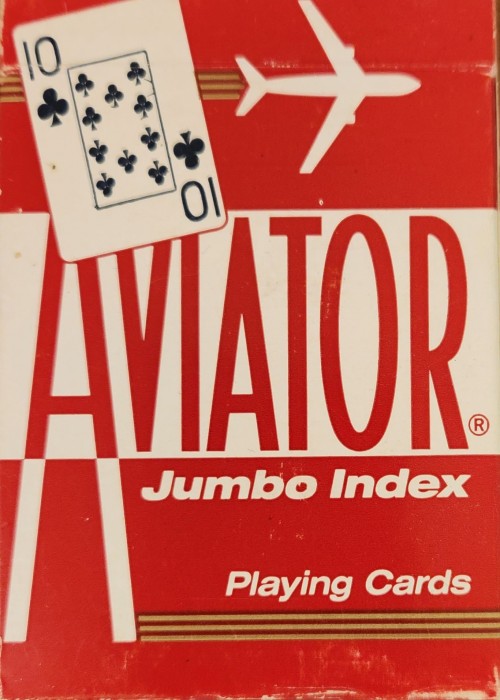 10
10
AVIATOR®
Jumbo Index
Playing Cards